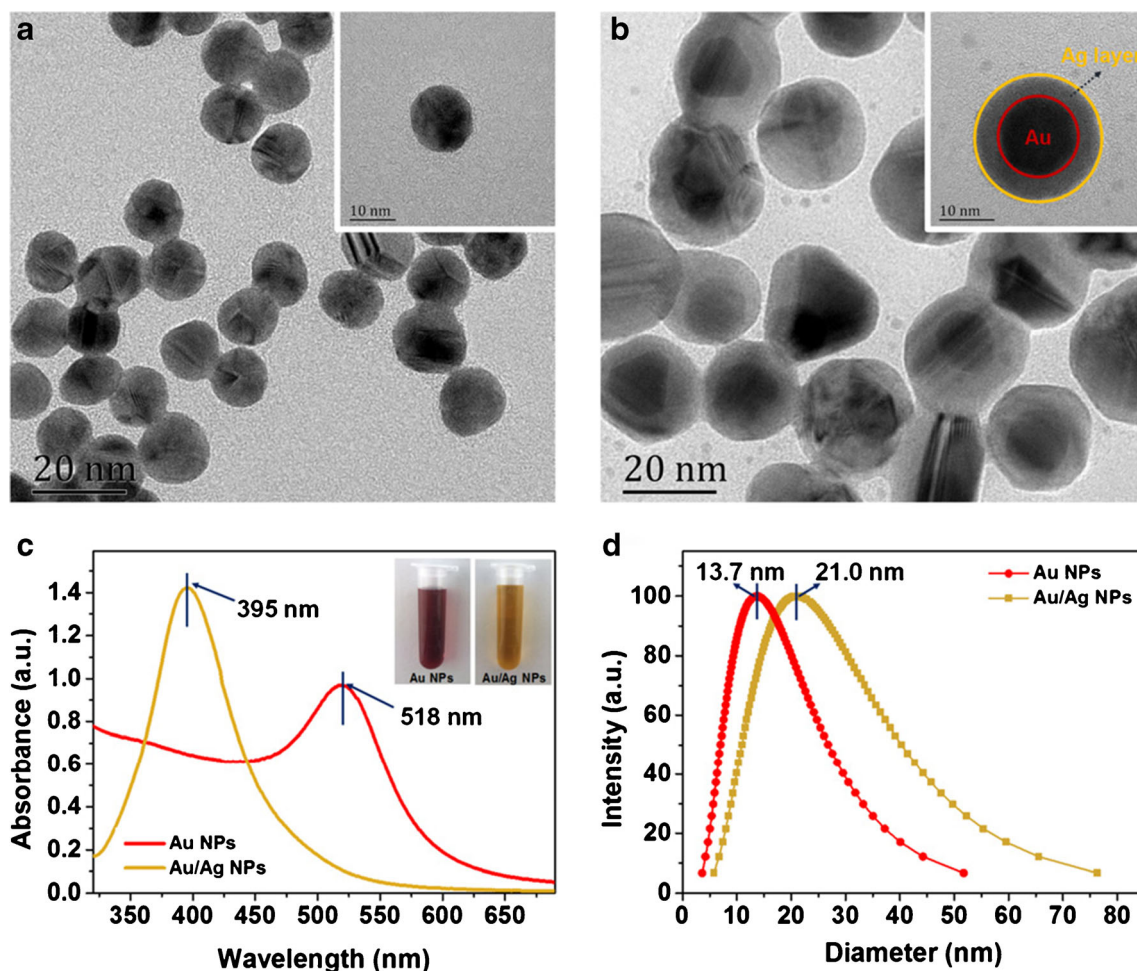 a
10 nm
20 nm
b
Ag layer
Au
10 nm
20 nm
c
1.4
1.2
1.0
0.8
0.6
0.4
0.2
0.0
Absorbance (a.u.)
395 nm
518 nm
Au NPs
Au/Ag NPs
Au NPs
Au/Ag NPs
350 400 450 500 550 600 650
Wavelength (nm)
d
13.7 nm
21.0 nm
Au NPs
Au/Ag NPs
100
80
60
40
20
0
Intensity (a.u.)
0 10 20 30 40 50 60 70 80
Diameter (nm)